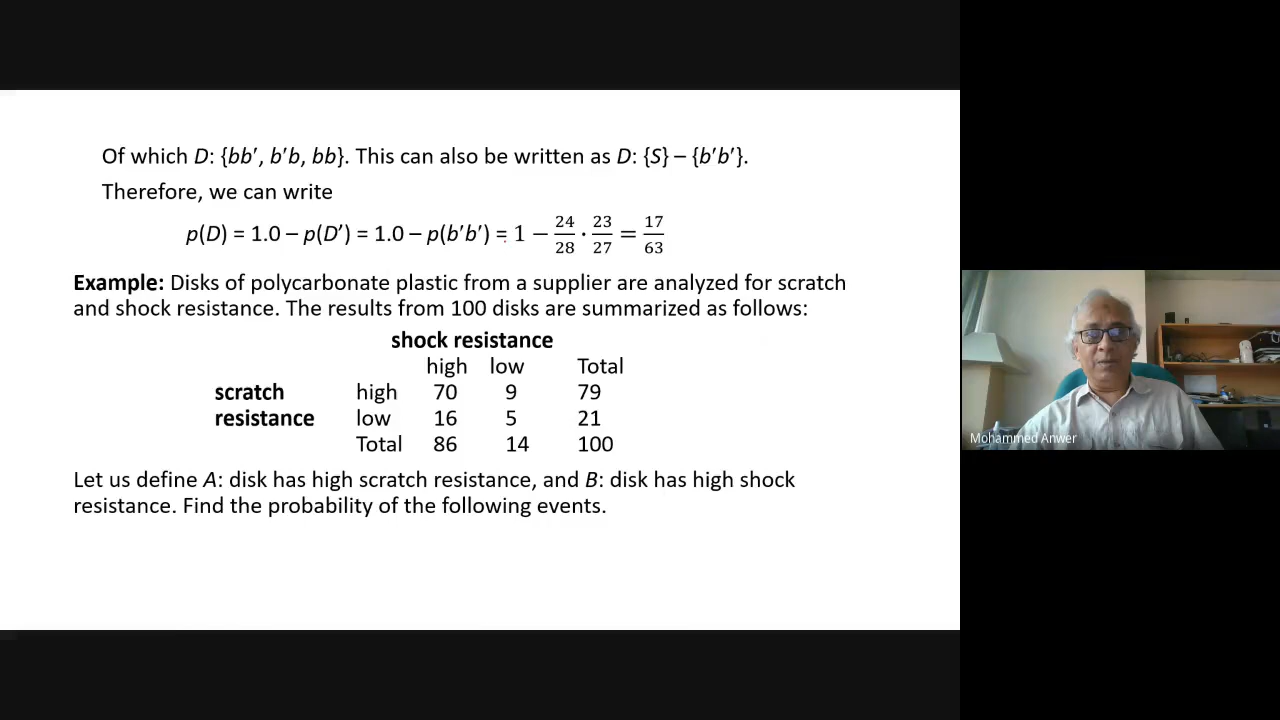 Of which D: {bb′, b′b, bb}. This can also be written as D: {S} – {b′b′}.
Therefore, we can write
p(D) = 1.0 – p(D′) = 1.0 – p(b′b′) = 1 − 24/28 · 23/27 = 17/63
Example: Disks of polycarbonate plastic from a supplier are analyzed for scratch
and shock resistance. The results from 100 disks are summarized as follows:
shock resistance
high low Total
scratch high 70 9 79
resistance low 16 5 21
Total 86 14 100
Let us define A: disk has high scratch resistance, and B: disk has high shock
resistance. Find the probability of the following events.
Mohammed Anwer